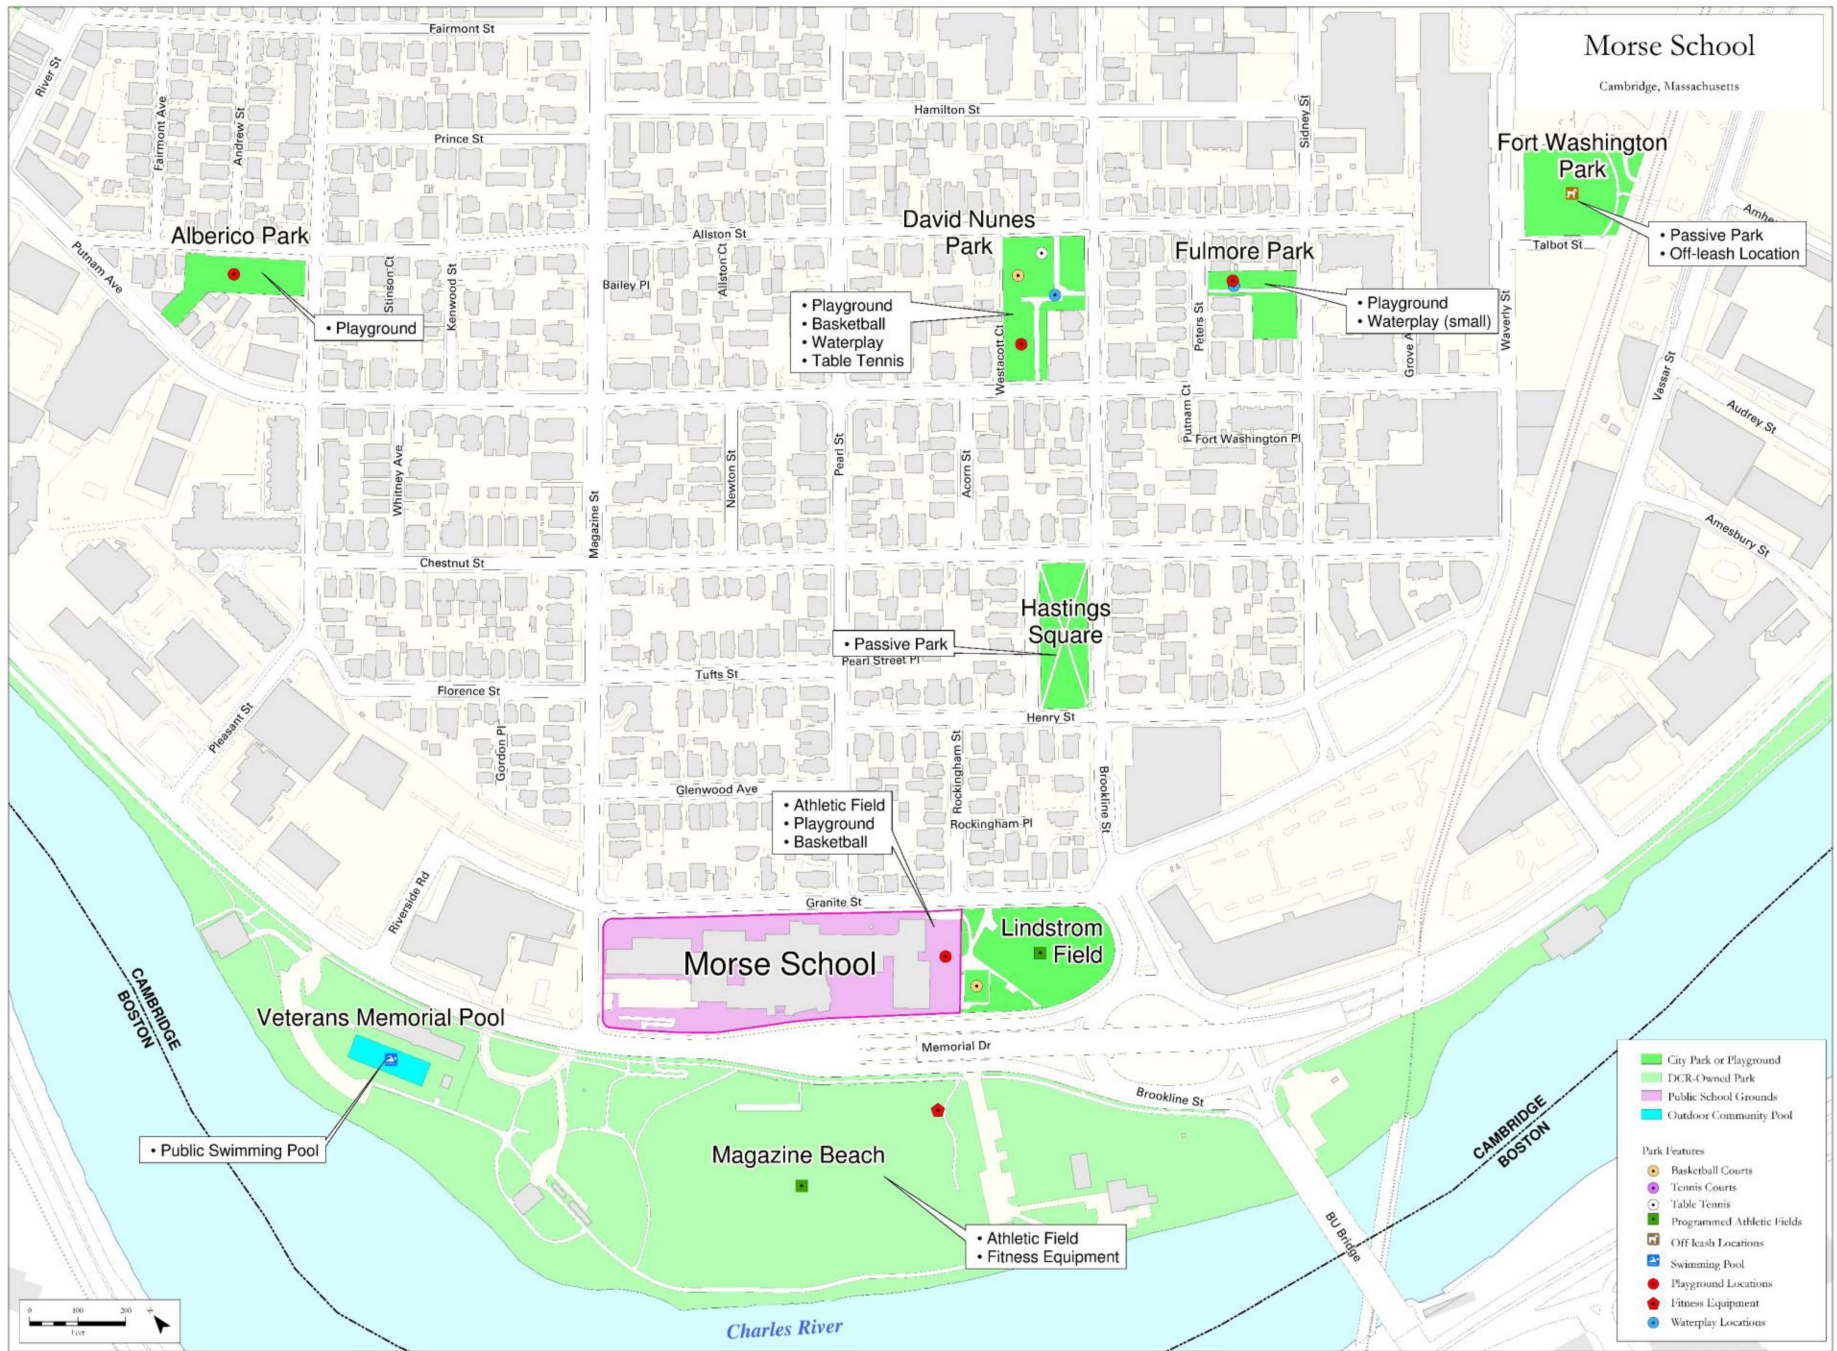 Morse School
Cambridge, Massachusetts
Fairmont St
River St
Fairmont Ave
Andrew St
Prince St
Hamilton St
Sidney St
Fort Washington
Park
• Passive Park
• Off-leash Location
Talbot St
Alberico Park
• Playground
Putnam Ave
Stinson Ct
Kenwood St
Allston St
Bailey Pl
Allston Ct
David Nunes
Park
• Playground
• Basketball
• Waterplay
• Table Tennis
Westacott Ct
Fulmore Park
• Playground
• Waterplay (small)
Peters St
Waverly St
Vassar St
Audrey St
Amesbury St
Putnam Ct
Fort Washington Pl
Whitney Ave
Magazine St
Newton St
Pearl St
Acorn St
Chestnut St
Hastings
Square
• Passive Park
Pearl Street Pl
Tufts St
Florence St
Pleasant St
Gordon Pl
Henry St
Rockingham St
Glenwood Ave
Rockingham Pl
Brookline St
• Athletic Field
• Playground
• Basketball
Riverside Rd
Granite St
Morse School
Lindstrom
Field
CAMBRIDGE
BOSTON
Veterans Memorial Pool
• Public Swimming Pool
Memorial Dr
Brookline St
Magazine Beach
• Athletic Field
• Fitness Equipment
BU Bridge
CAMBRIDGE
BOSTON
Charles River
0 100 200
Feet
N
City Park or Playground
DCR-Owned Park
Public School Grounds
Outdoor Community Pool
Park Features
Basketball Courts
Tennis Courts
Table Tennis
Programmed Athletic Fields
Off-leash Locations
Swimming Pool
Playground Locations
Fitness Equipment
Waterplay Locations